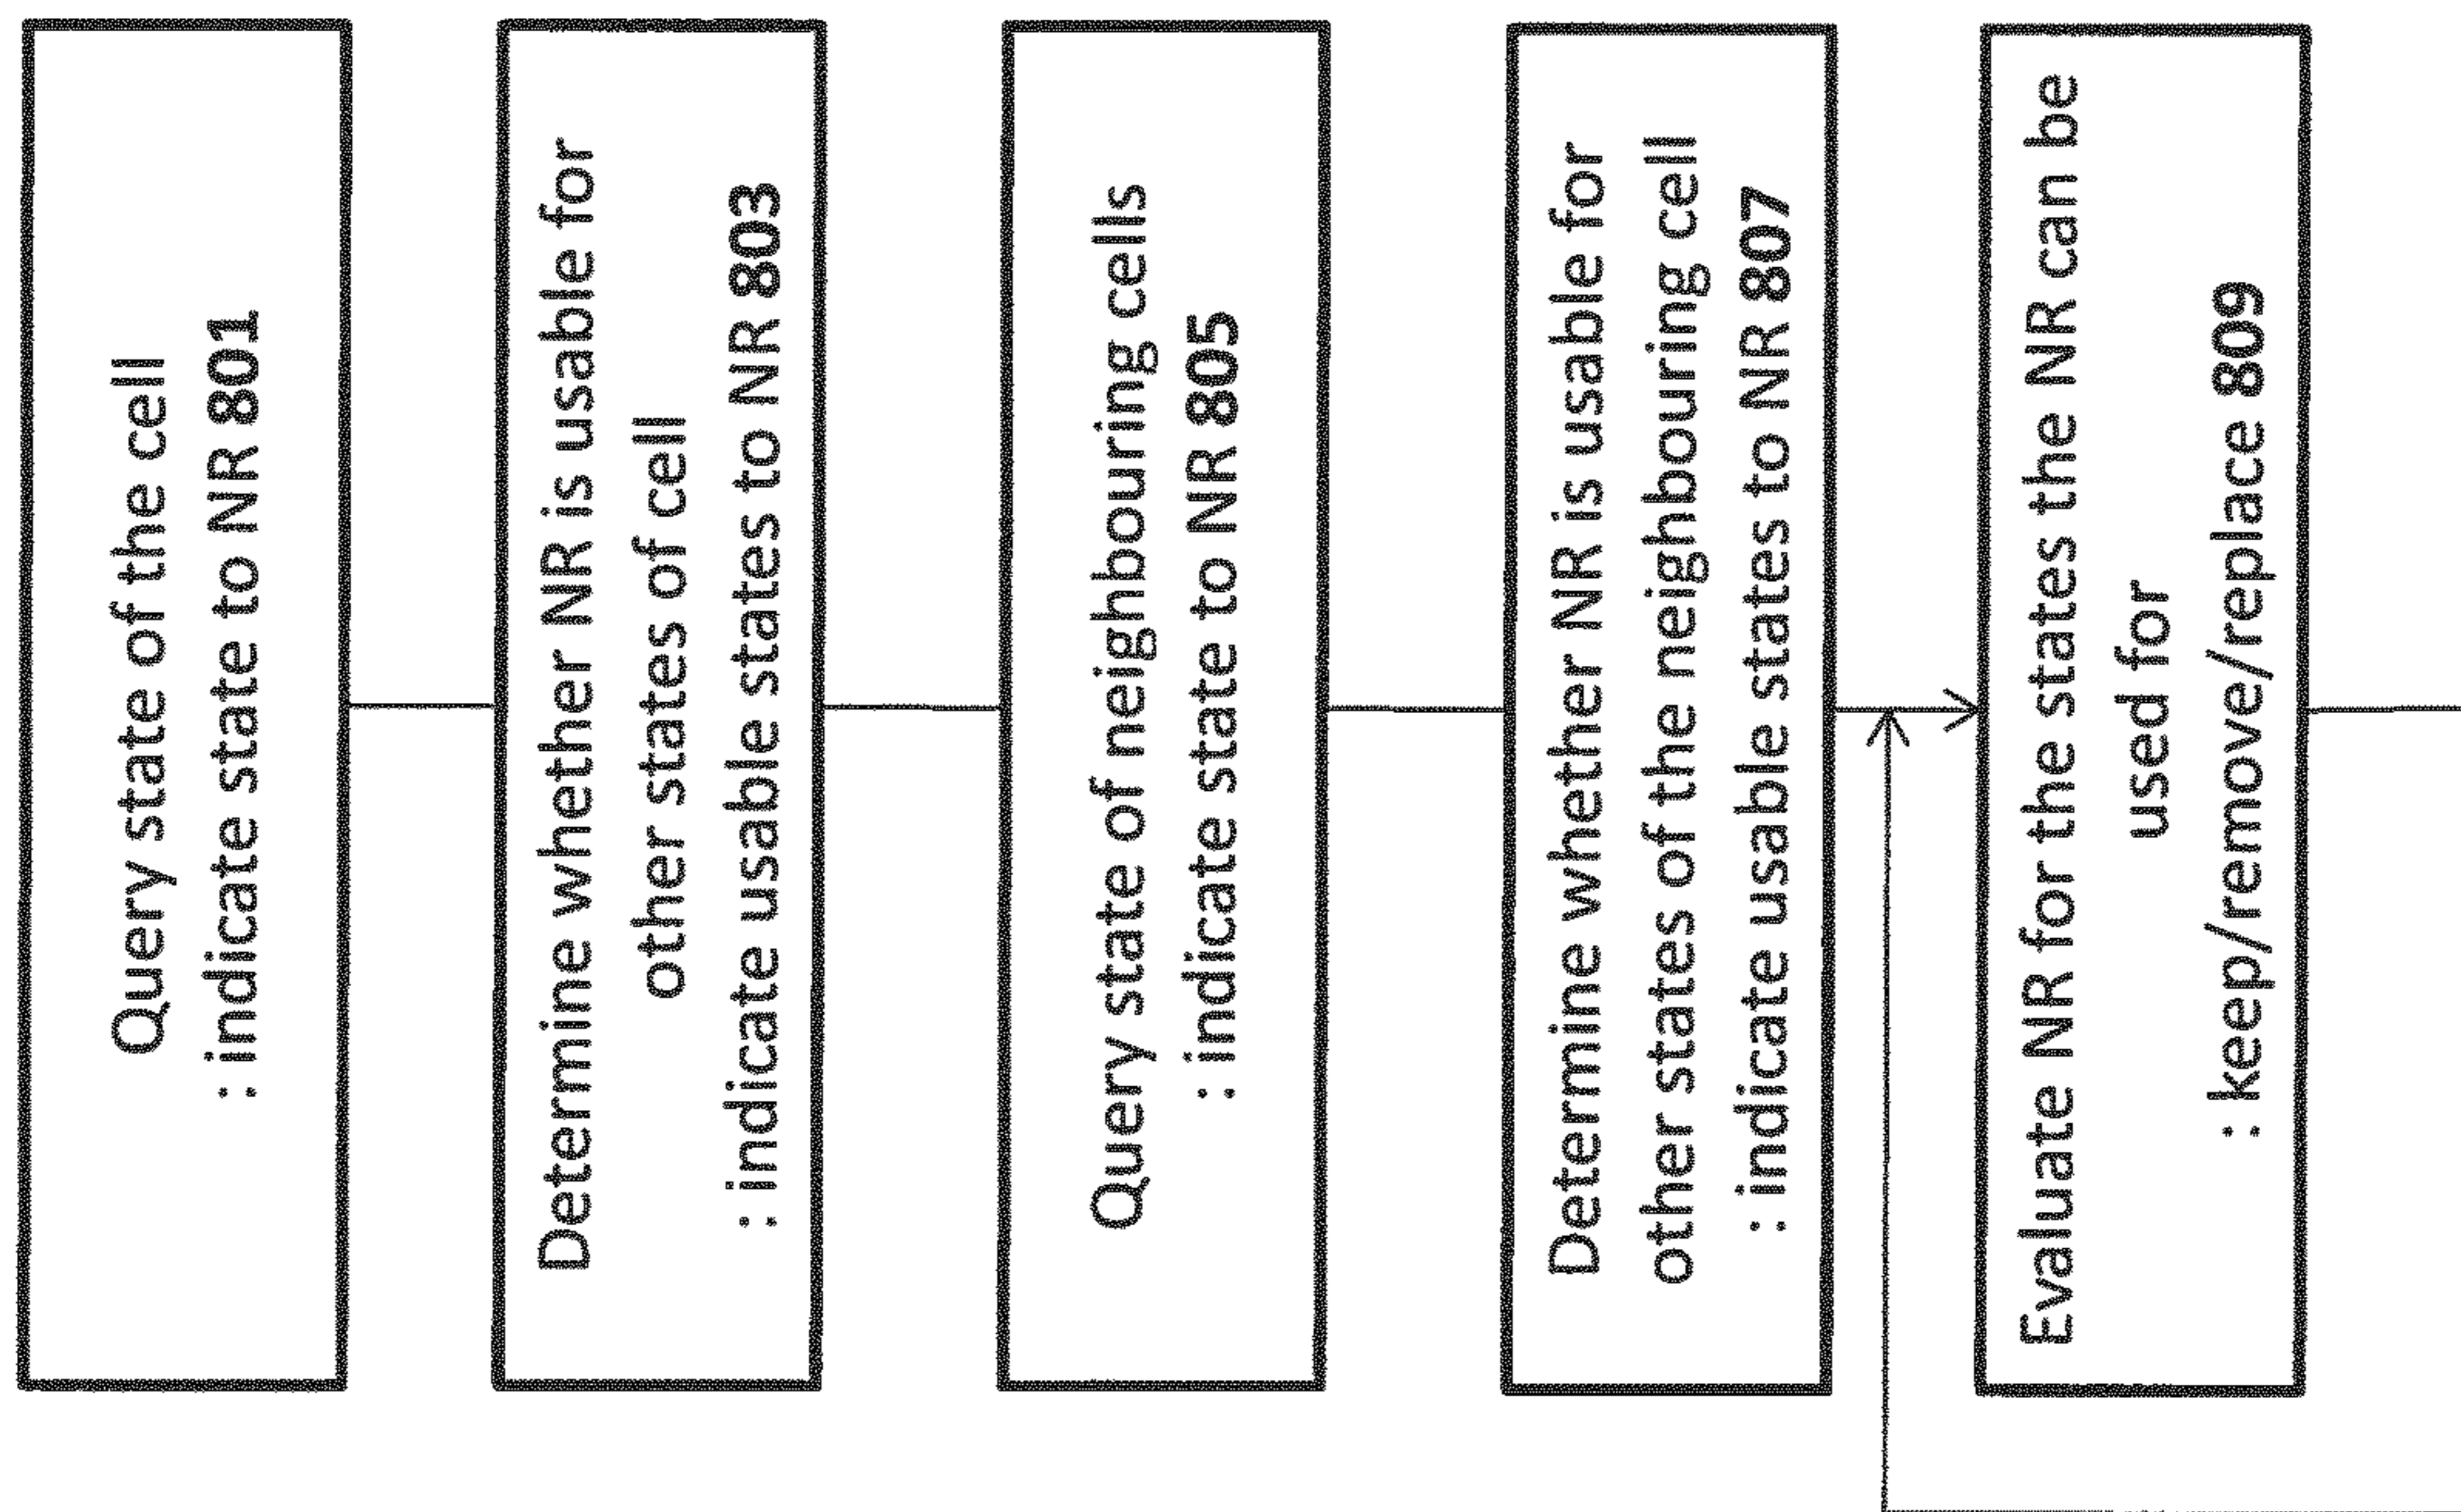 Query state of the cell
: indicate state to NR 801
Determine whether NR is usable for
other states of cell
: indicate usable states to NR 803
Query state of neighbouring cells
: indicate state to NR 805
Determine whether NR is usable for
other states of the neighbouring cell
: indicate usable states to NR 807
Evaluate NR for the states the NR can be
used for
: keep/remove/replace 809